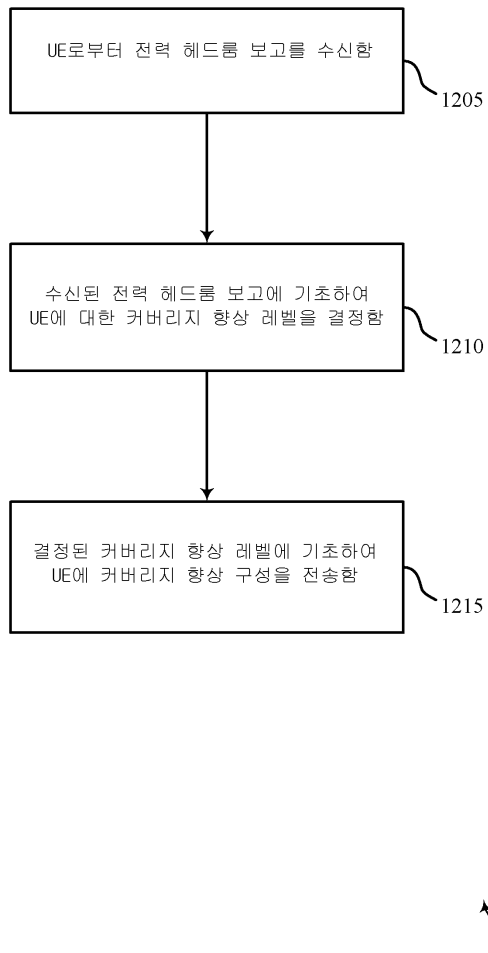 UE로부터 전력 헤드룸 보고를 수신함
1205
수신된 전력 헤드룸 보고에 기초하여
UE에 대한 커버리지 향상 레벨을 결정함
1210
결정된 커버리지 향상 레벨에 기초하여
UE에 커버리지 향상 구성을 전송함
1215